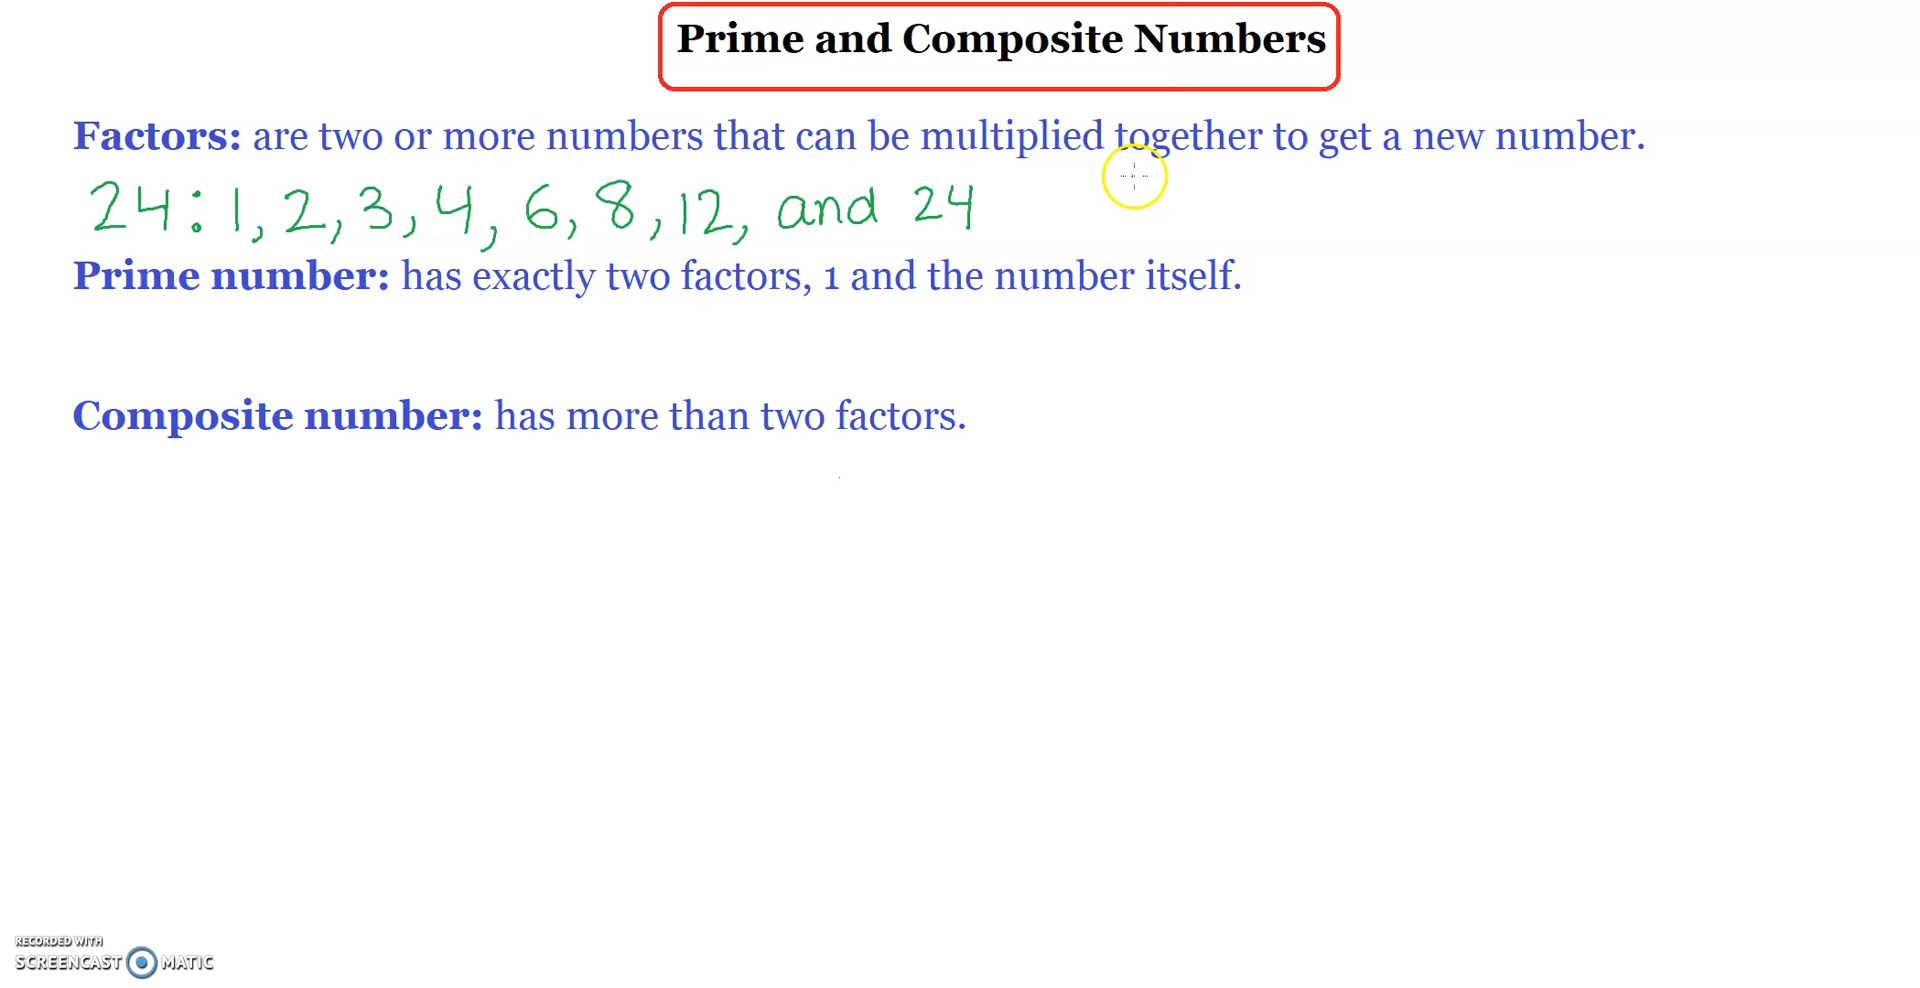 Prime and Composite Numbers
Factors: are two or more numbers that can be multiplied together to get a new number.
24: 1, 2, 3, 4, 6, 8, 12, and 24
Prime number: has exactly two factors, 1 and the number itself.
Composite number: has more than two factors.
RECORDED WITH
SCREENCAST MATIC